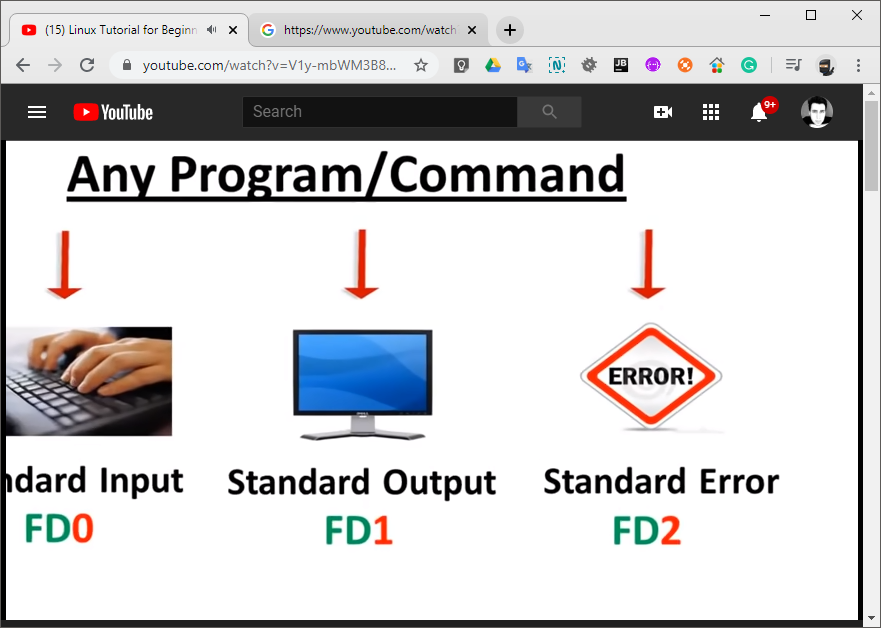 (15) Linux Tutorial for Beginn
https://www.youtube.com/watch
youtube.com/watch?v=V1y-mbWM3B8...
JB
YouTube
Search
9+
Any Program/Command
ERROR!
ndard Input
Standard Output
Standard Error
FD0
FD1
FD2